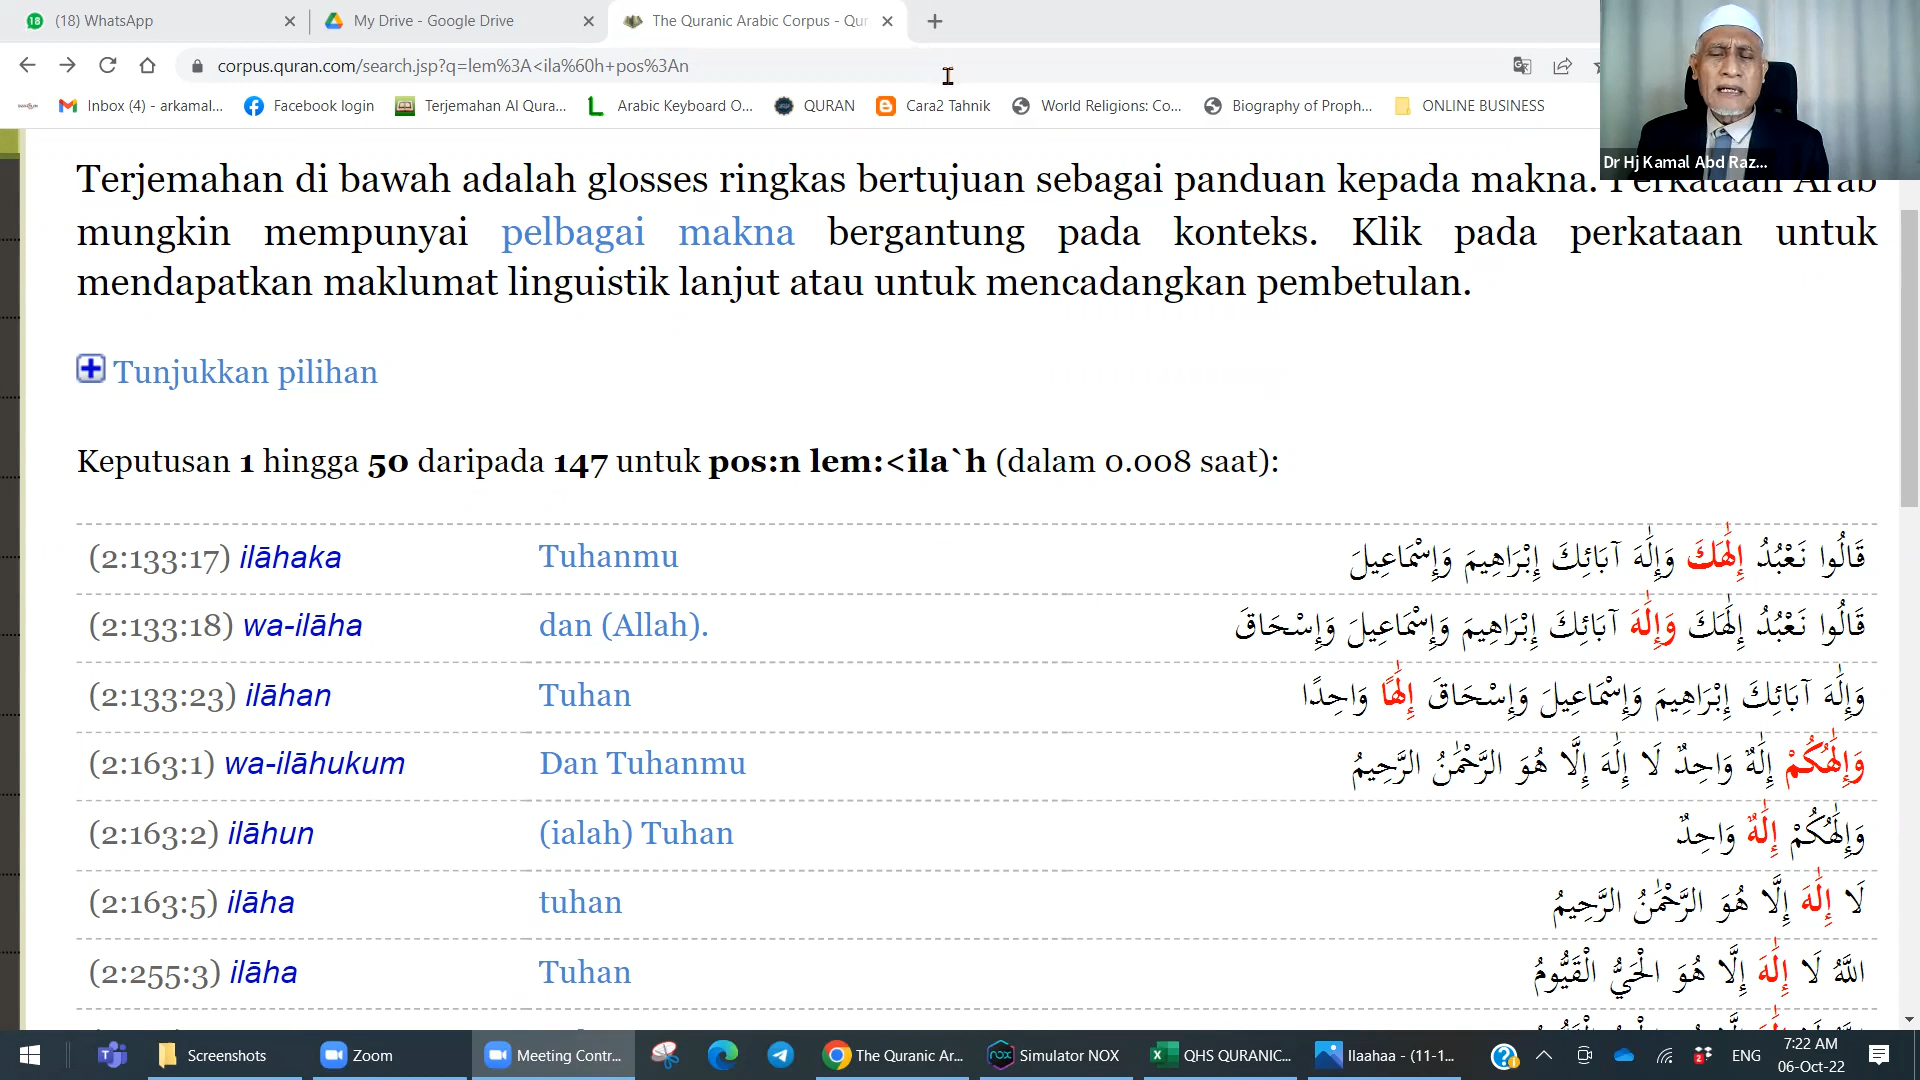 (18) WhatsApp
My Drive - Google Drive
The Quranic Arabic Corpus - Qur
corpus.quran.com/search.jsp?q=lem%3A<ila%60h+pos%3An
Inbox (4) - arkamal...
Facebook login
Terjemahan Al Qura...
Arabic Keyboard O...
QURAN
Cara2 Tahnik
World Religions: Co...
Biography of Proph...
ONLINE BUSINESS
Dr Hj Kamal Abd Raz...
Terjemahan di bawah adalah glosses ringkas bertujuan sebagai panduan kepada makna. Perkataan Arab
mungkin mempunyai pelbagai makna bergantung pada konteks. Klik pada perkataan untuk
mendapatkan maklumat linguistik lanjut atau untuk mencadangkan pembetulan.
Tunjukkan pilihan
Keputusan 1 hingga 50 daripada 147 untuk pos:n lem:<ila`h (dalam 0.008 saat):
(2:133:17) ilāhaka Tuhanmu قَالُوا نَعْبُدُ إِلَٰهَكَ وَإِلَٰهَ آبَائِكَ إِبْرَاهِيمَ وَإِسْمَاعِيلَ
(2:133:18) wa-ilāha dan (Allah). قَالُوا نَعْبُدُ إِلَٰهَكَ وَإِلَٰهَ آبَائِكَ إِبْرَاهِيمَ وَإِسْمَاعِيلَ وَإِسْحَاقَ
(2:133:23) ilāhan Tuhan وَإِلَٰهَ آبَائِكَ إِبْرَاهِيمَ وَإِسْمَاعِيلَ وَإِسْحَاقَ إِلَٰهًا وَاحِدًا
(2:163:1) wa-ilāhukum Dan Tuhanmu وَإِلَٰهُكُمْ إِلَٰهٌ وَاحِدٌ لَا إِلَٰهَ إِلَّا هُوَ الرَّحْمَٰنُ الرَّحِيمُ
(2:163:2) ilāhun (ialah) Tuhan وَإِلَٰهُكُمْ إِلَٰهٌ وَاحِدٌ
(2:163:5) ilāha tuhan لَا إِلَٰهَ إِلَّا هُوَ الرَّحْمَٰنُ الرَّحِيمُ
(2:255:3) ilāha Tuhan اللَّهُ لَا إِلَٰهَ إِلَّا هُوَ الْحَيُّ الْقَيُّومُ
Screenshots
Zoom
Meeting Contr...
The Quranic Ar...
Simulator NOX
QHS QURANIC...
Ilaahaa - (11-1...
ENG
7:22 AM
06-Oct-22